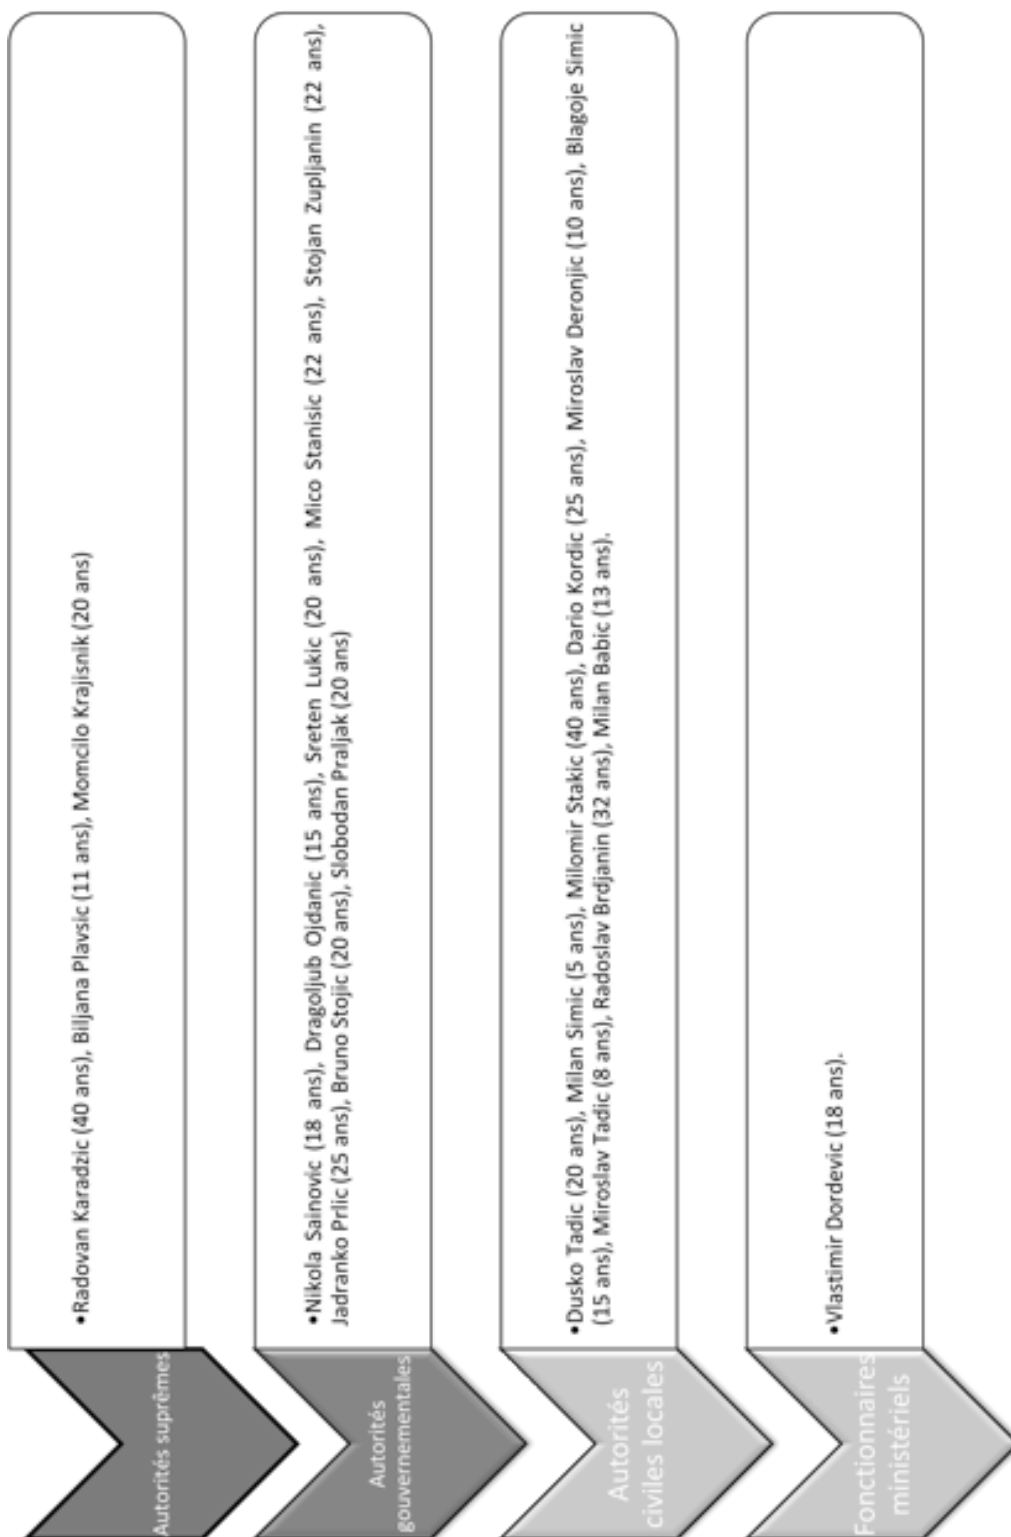 Autorités suprêmes
•Radovan Karadzic (40 ans), Biljana Plavsic (11 ans), Momcilo Krajisnik (20 ans)
Autorités
gouvernementales
•Nikola Sainovic (18 ans), Dragoljub Ojdanic (15 ans), Sreten Lukic (20 ans), Mico Stanisic (22 ans), Stojan Zupljanin (22 ans),
Jadranko Prlic (25 ans), Bruno Stojic (20 ans), Slobodan Praljak (20 ans)
Autorités
civiles locales
•Dusko Tadic (20 ans), Milan Simic (5 ans), Milomir Stakic (40 ans), Dario Kordic (25 ans), Miroslav Deronjic (10 ans), Blagoje Simic
(15 ans), Miroslav Tadic (8 ans), Radoslav Brdjanin (32 ans), Milan Babic (13 ans).
Fonctionnaires
ministériels
•Vlastimir Dordevic (18 ans).